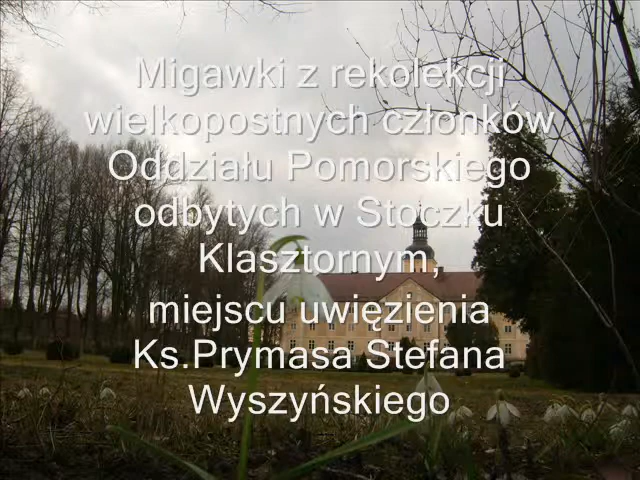 Migawki z rekolekcji
wielkopostnych członków
Oddziału Pomorskiego
odbytych w Stoczku
Klasztornym,
miejscu uwięzienia
Ks.Prymasa Stefana
Wyszyńskiego